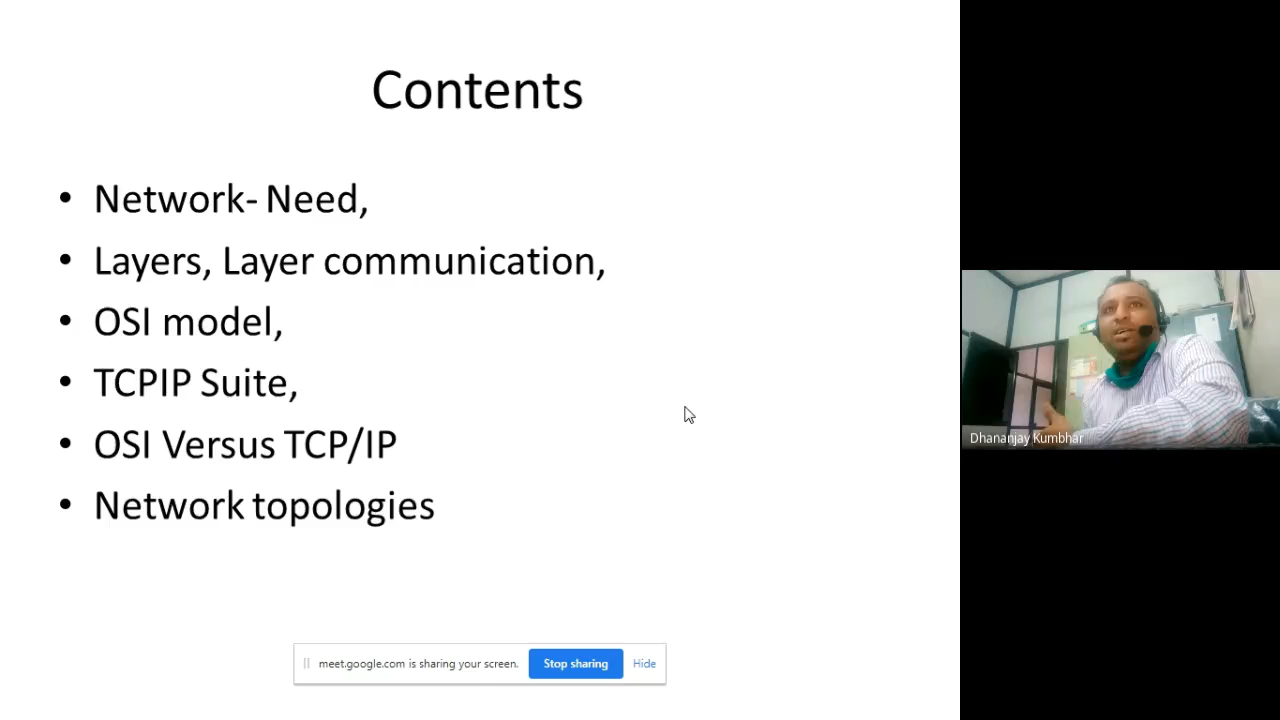 Contents
• Network- Need,
• Layers, Layer communication,
• OSI model,
• TCPIP Suite,
• OSI Versus TCP/IP
• Network topologies
Dhananjay Kumbhar
meet.google.com is sharing your screen. Stop sharing Hide